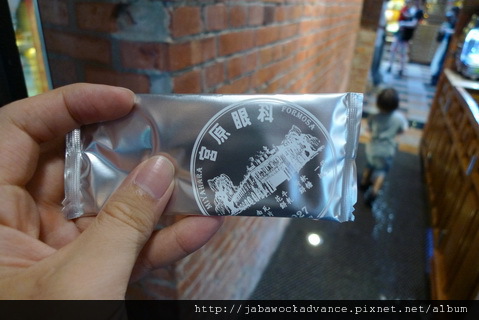 宮原眼科
FORMOSA
MIYAHARA
http://jabawockadvance.pixnet.net/album